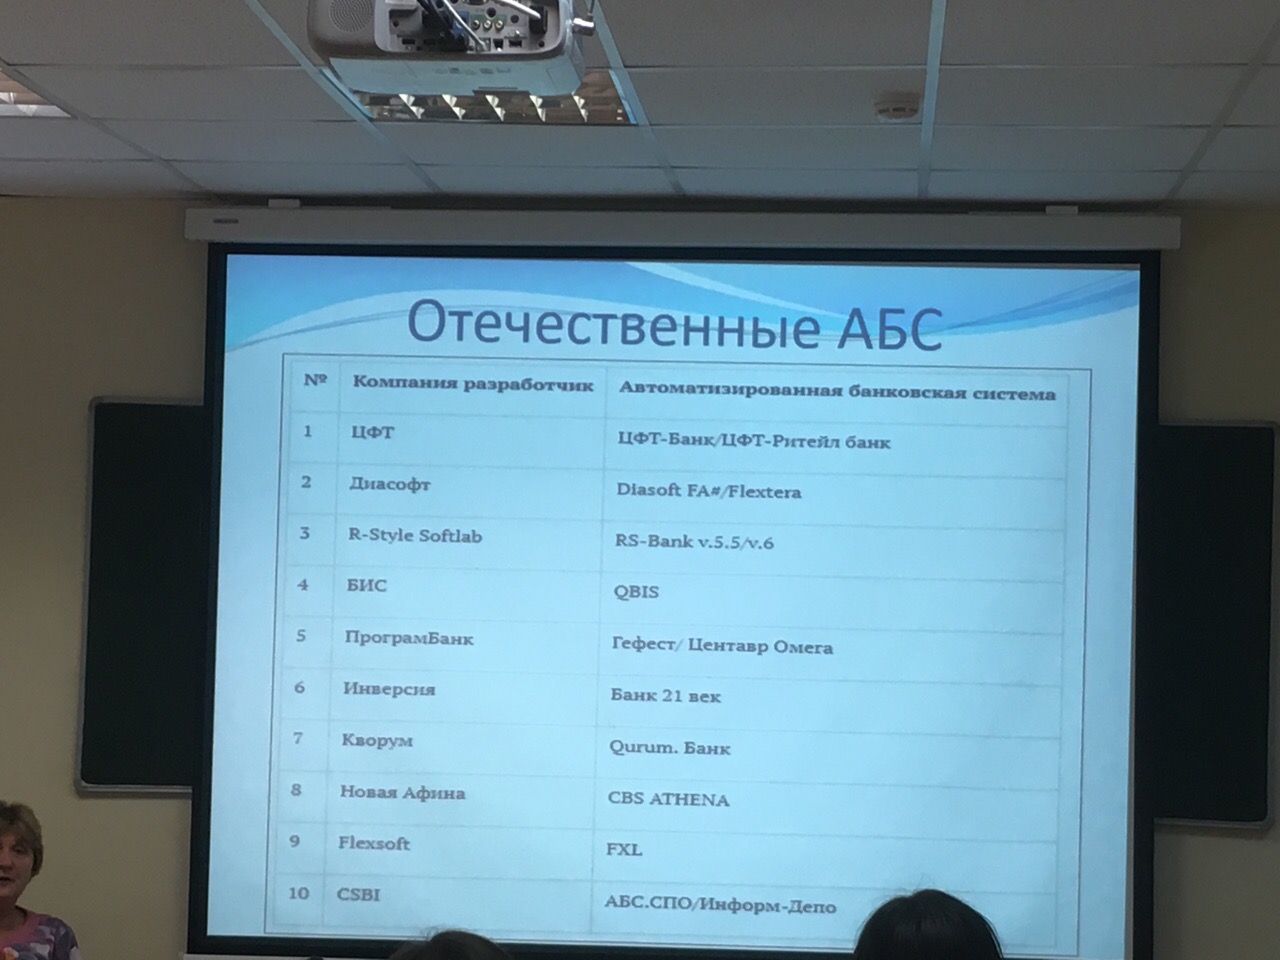 Отечественные АБС
№ Компания разработчик Автоматизированная банковская система
1 ЦФТ ЦФТ-Банк/ЦФТ-Ритейл банк
2 Диасофт Diasoft FA#/Flextera
3 R-Style Softlab RS-Bank v.5.5/v.6
4 БИС QBIS
5 ПрограмБанк Гефест/ Центавр Омега
6 Инверсия Банк 21 век
7 Кворум Qurum. Банк
8 Новая Афина CBS ATHENA
9 Flexsoft FXL
10 CSBI АБС.СПО/Информ-Депо